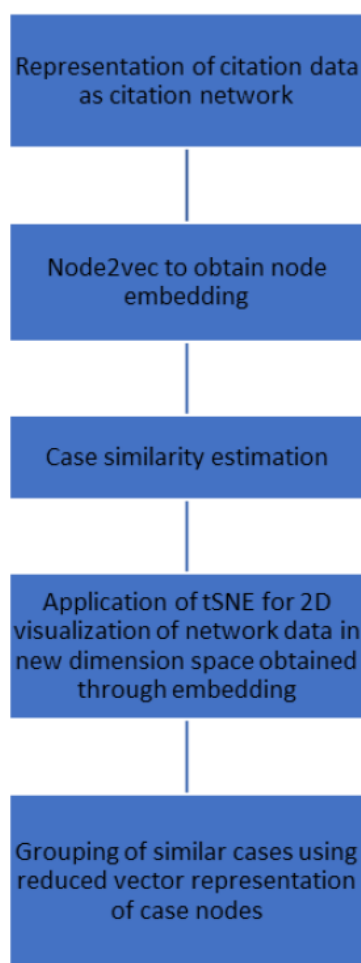 Representation of citation data
as citation network
Node2vec to obtain node
embedding
Case similarity estimation
Application of tSNE for 2D
visualization of network data in
new dimension space obtained
through embedding
Grouping of similar cases using
reduced vector representation
of case nodes